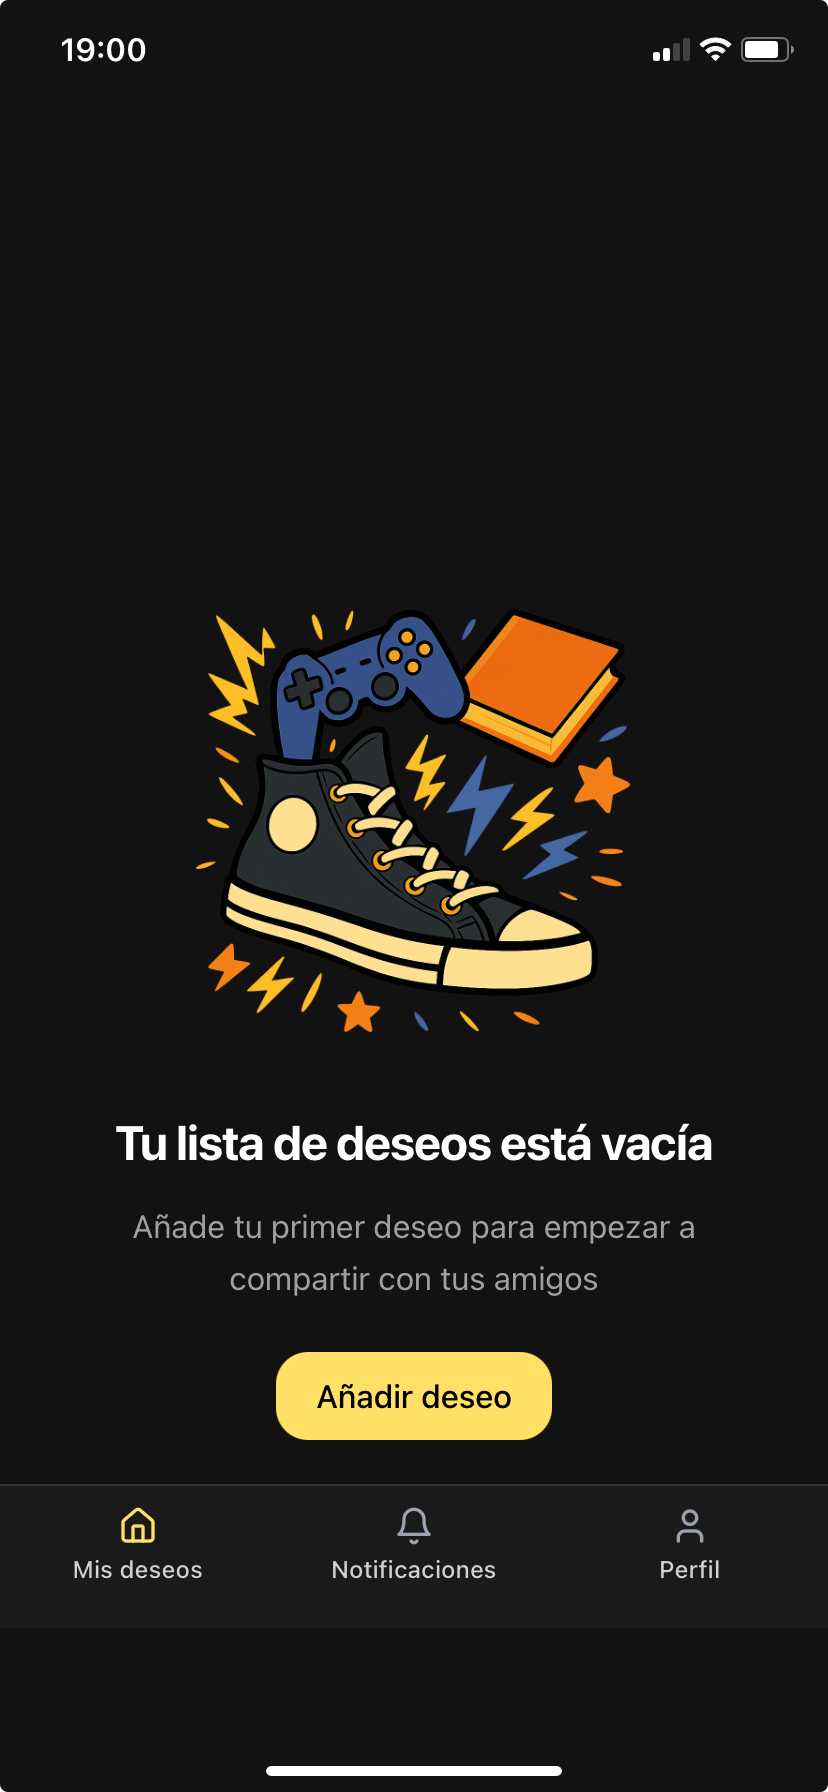 19:00
Tu lista de deseos está vacía
Añade tu primer deseo para empezar a
compartir con tus amigos
Añadir deseo
Mis deseos
Notificaciones
Perfil